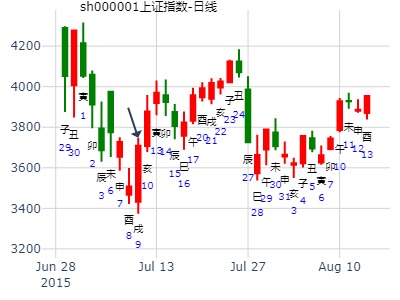 sh000001上证指数-日线
4200
4000
3800
3600
3400
3200
子
29
丑
30
寅
1
卯
2
辰
3
未
6
申
7
酉
8
戌
9
亥
10
寅
13
卯
14
辰
15
巳
16
午
17
酉
20
戌
21
亥
22
子
23
丑
24
辰
27
巳
28
午
29
未
30
申
31
亥
3
子
4
丑
5
寅
6
卯
7
午
10
未
11
申
12
酉
13
Jun 28
2015
Jul 13
Jul 27
Aug 10